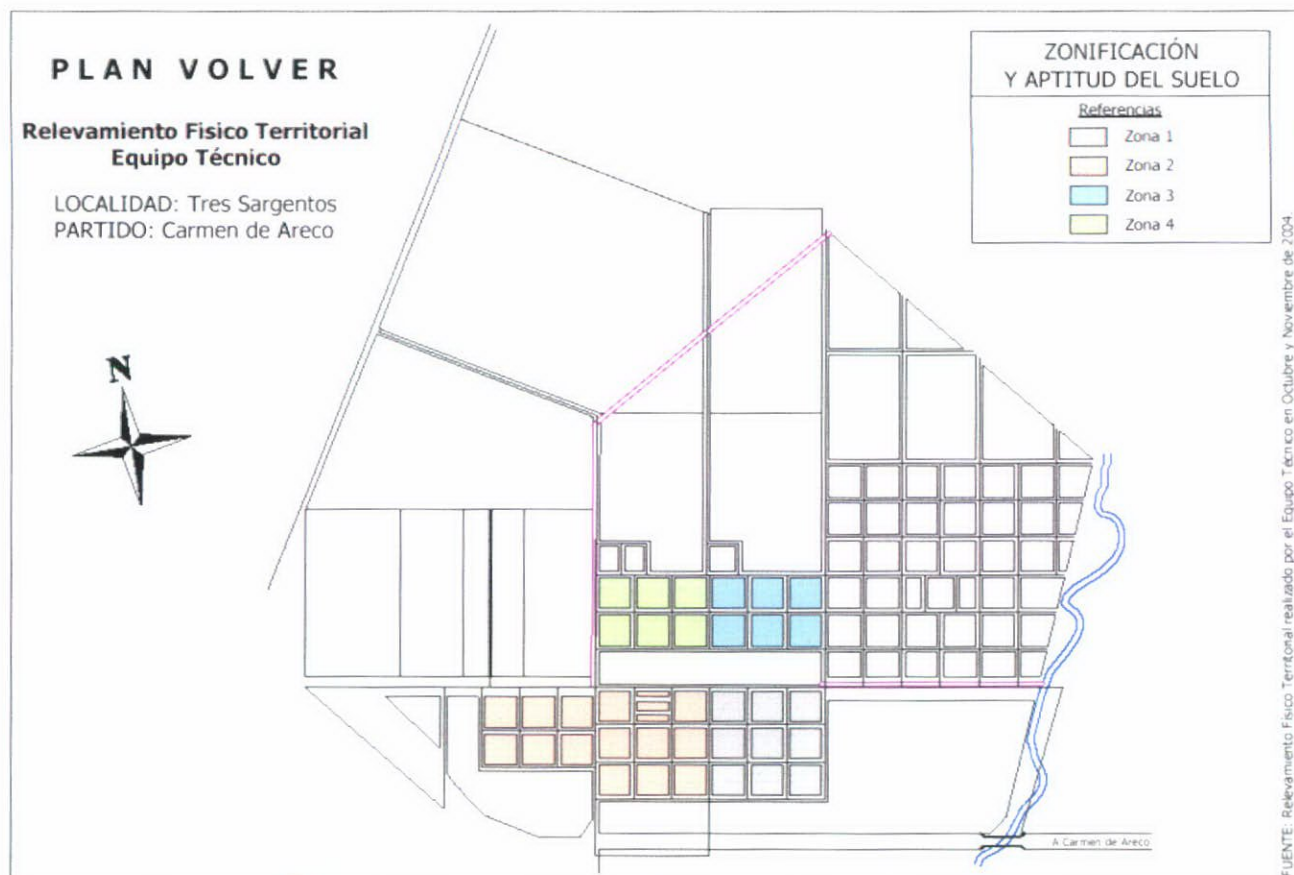 PLAN VOLVER
Relevamiento Fisico Territorial
Equipo Técnico
LOCALIDAD: Tres Sargentos
PARTIDO: Carmen de Areco
ZONIFICACIÓN
Y APTITUD DEL SUELO
Referencias
Zona 1
Zona 2
Zona 3
Zona 4
N
A Carmen de Areco
FUENTE: Relevamiento Fisico Territorial realizado por el Equipo Técnico en Octubre y Noviembre de 2004.